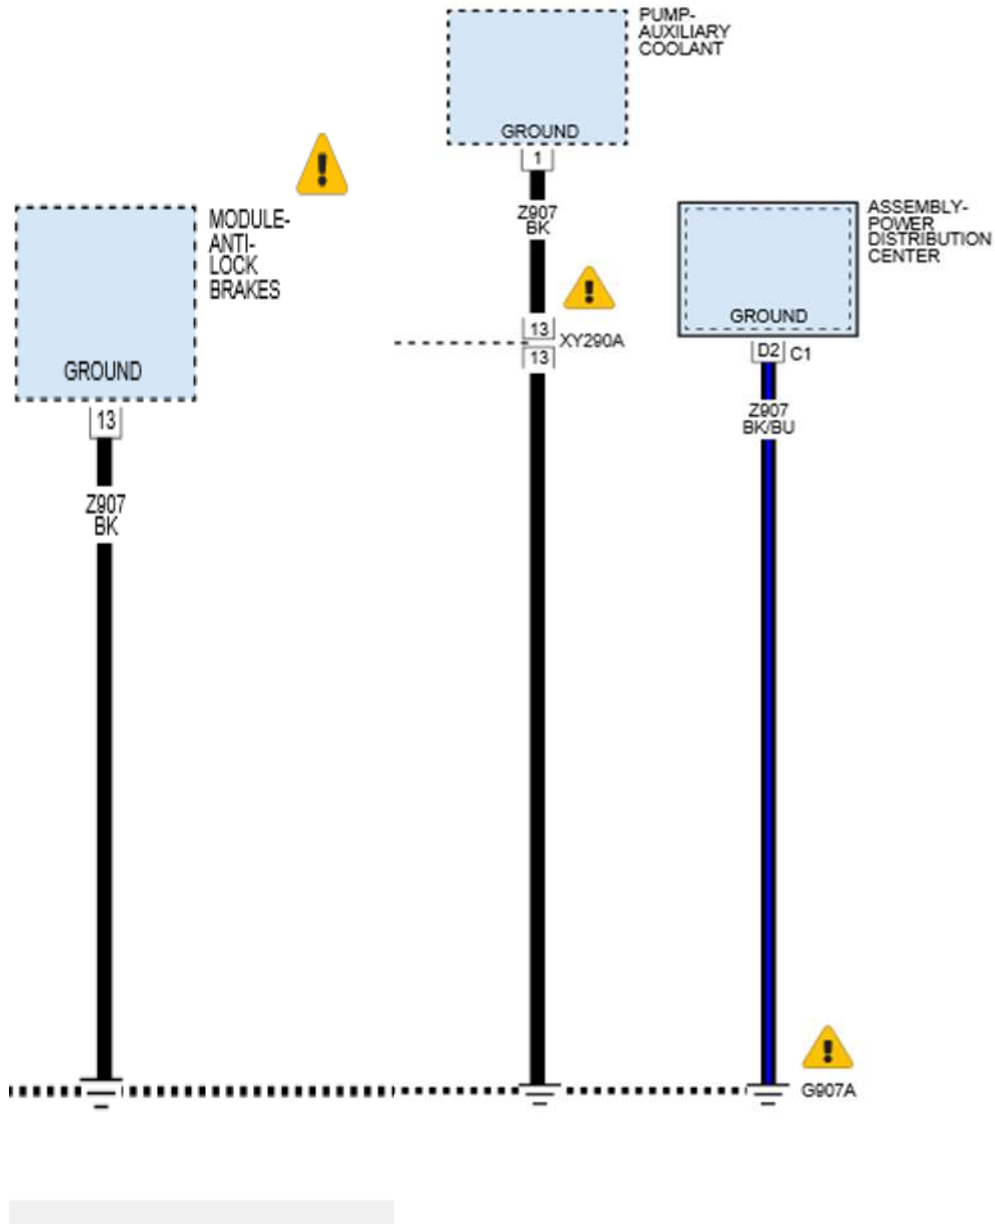 PUMP-
AUXILIARY
COOLANT
GROUND
1
Z907
BK
13
XY290A
13
MODULE-
ANTI-
LOCK
BRAKES
GROUND
13
Z907
BK
ASSEMBLY-
POWER
DISTRIBUTION
CENTER
GROUND
D2 C1
Z907
BK/BU
G907A